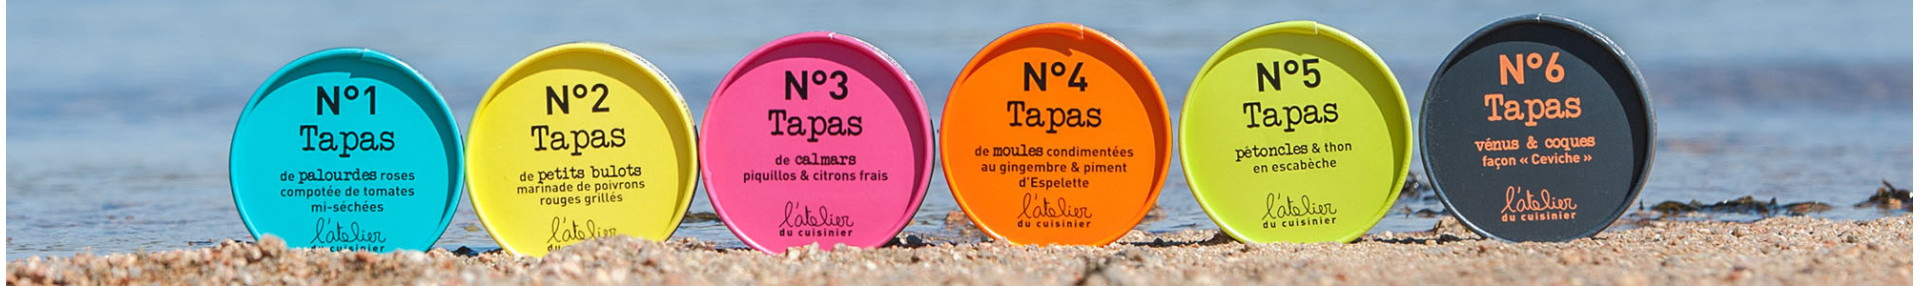 N°1
Tapas
de palourdes roses
compotée de tomates
mi-séchées
l'atelier
du cuisinier
N°2
Tapas
de petits bulots
marinade de poivrons
rouges grillés
l'atelier
N°3
Tapas
de calmars
piquillos & citrons frais
l'atelier
du cuisinier
N°4
Tapas
de moules condimentées
au gingembre & piment
d'Espelette
l'atelier
du cuisinier
N°5
Tapas
pétoncles & thon
en escabèche
l'atelier
du cuisinier
N°6
Tapas
vénus & coques
façon « Ceviche »
l'atelier
du cuisinier